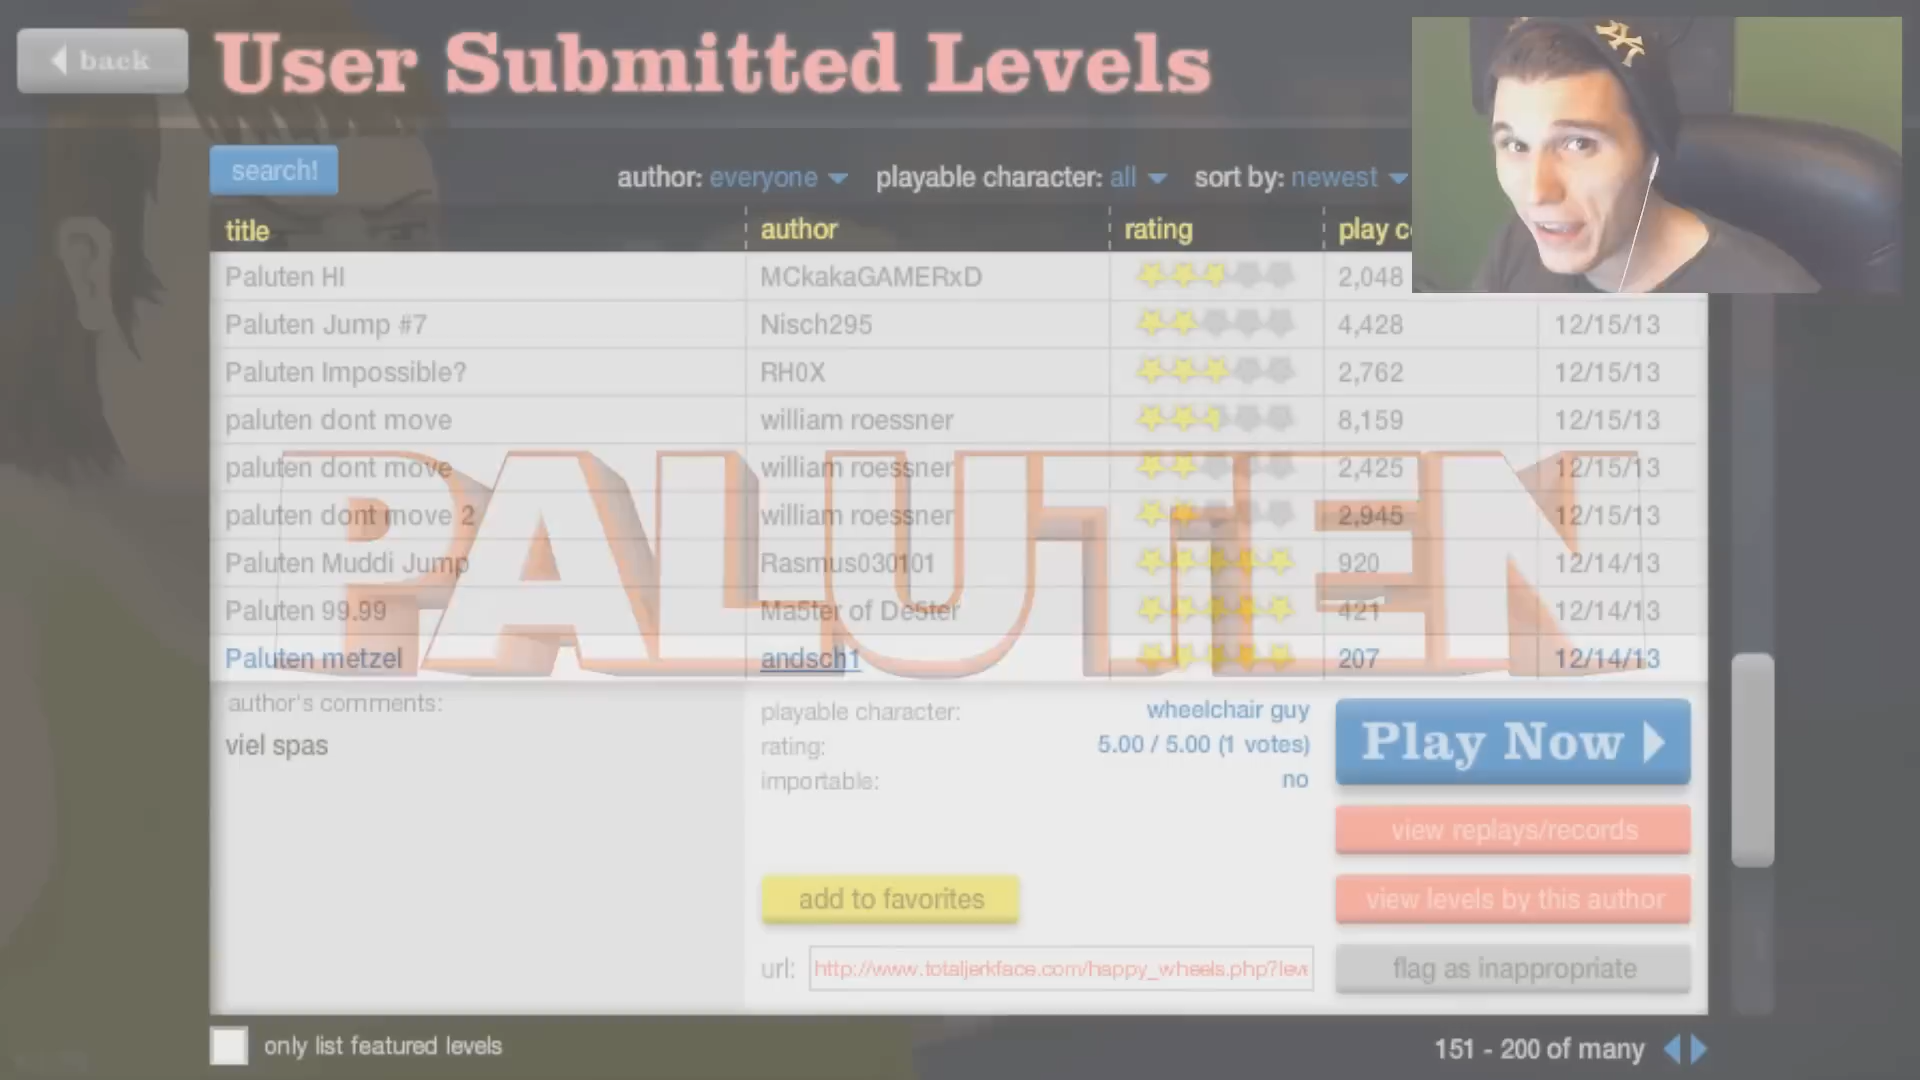 back
User Submitted Levels
search!
author: everyone playable character: all sort by: newest
title author rating play c
Paluten HI MCkakaGAMERxD 2,048
Paluten Jump #7 Nisch295 4,428 12/15/13
Paluten Impossible? RH0X 2,762 12/15/13
paluten dont move william roessner 8,159 12/15/13
paluten dont move william roessner 2,425 12/15/13
paluten dont move 2 william roessner 2,945 12/15/13
Paluten Muddi Jump Rasmus030101 920 12/14/13
Paluten 99.99 Ma5ter of De5ter 421 12/14/13
Paluten metzel andsch1 207 12/14/13
PALUTEN
author's comments:
viel spas
playable character: wheelchair guy
rating: 5.00 / 5.00 (1 votes)
importable: no
Play Now
view replays/records
add to favorites
view levels by this author
url: http://www.totaljerkface.com/happy_wheels.php?lev
flag as inappropriate
only list featured levels
151 - 200 of many